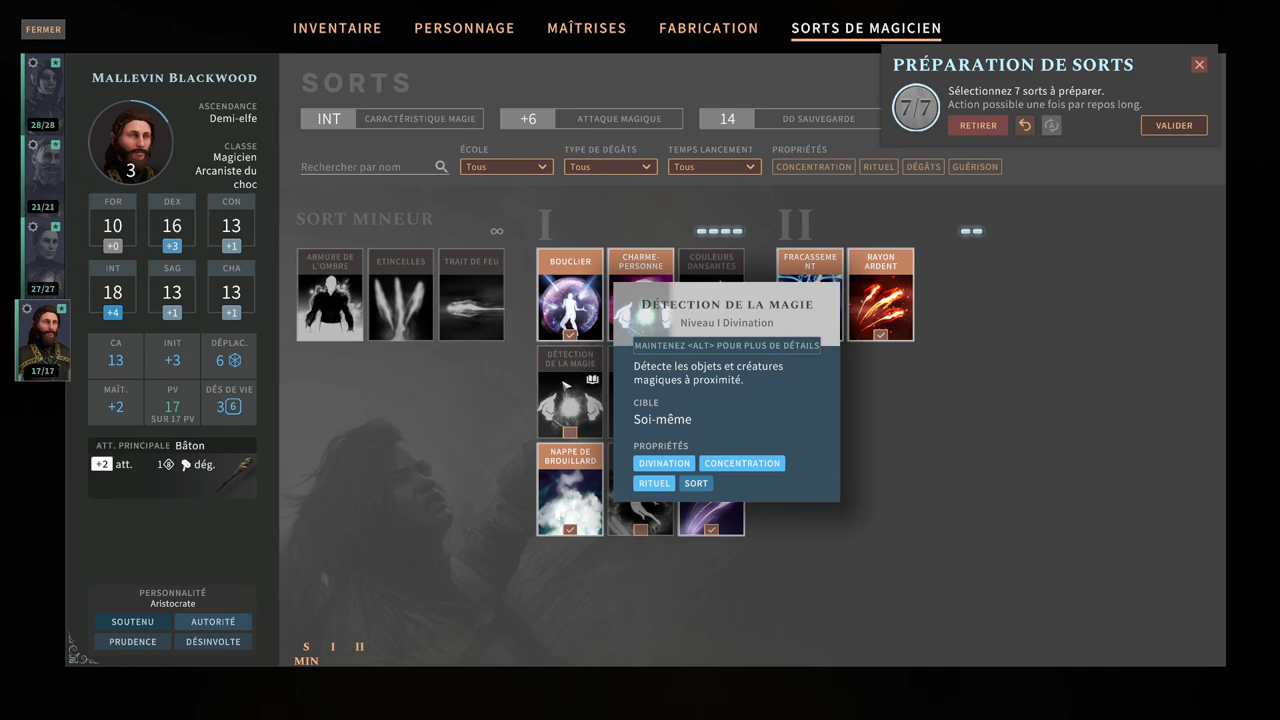 FERMER
INVENTAIRE
PERSONNAGE
MAÎTRISES
FABRICATION
SORTS DE MAGICIEN
28/28
21/21
27/27
17/17
MALLEVIN BLACKWOOD
ASCENDANCE
Demi-elfe
CLASSE
Magicien
Arcaniste du
choc
3
FOR
10
+0
DEX
16
+3
CON
13
+1
INT
18
+4
SAG
13
+1
CHA
13
+1
CA
13
INIT
+3
DÉPLAC.
6
MAÎT.
+2
PV
17
SUR 17 PV
DÉS DE VIE
3 6
ATT. PRINCIPALE Bâton
+2 att.
1 dég.
PERSONNALITÉ
Aristocrate
SOUTENU
AUTORITÉ
PRUDENCE
DÉSINVOLTE
SORTS
INT CARACTÉRISTIQUE MAGIE
+6 ATTAQUE MAGIQUE
14 DD SAUVEGARDE
Rechercher par nom
ÉCOLE
Tous
TYPE DE DÉGÂTS
Tous
TEMPS LANCEMENT
Tous
PROPRIÉTÉS
CONCENTRATION
RITUEL
DÉGÂTS
GUÉRISON
PRÉPARATION DE SORTS
7/7
Sélectionnez 7 sorts à préparer.
Action possible une fois par repos long.
RETIRER
VALIDER
SORT MINEUR
∞
ARMURE DE
L'OMBRE
ETINCELLES
TRAIT DE FEU
I
BOUCLIER
CHARME-
PERSONNE
COULEURS
DANSANTES
DÉTECTION
DE LA MAGIE
NAPPE DE
BROUILLARD
II
FRACASSEME
NT
RAYON
ARDENT
DÉTECTION DE LA MAGIE
Niveau I Divination
MAINTENEZ <ALT> POUR PLUS DE DÉTAILS
Détecte les objets et créatures
magiques à proximité.
CIBLE
Soi-même
PROPRIÉTÉS
DIVINATION
CONCENTRATION
RITUEL
SORT
S I II
MIN